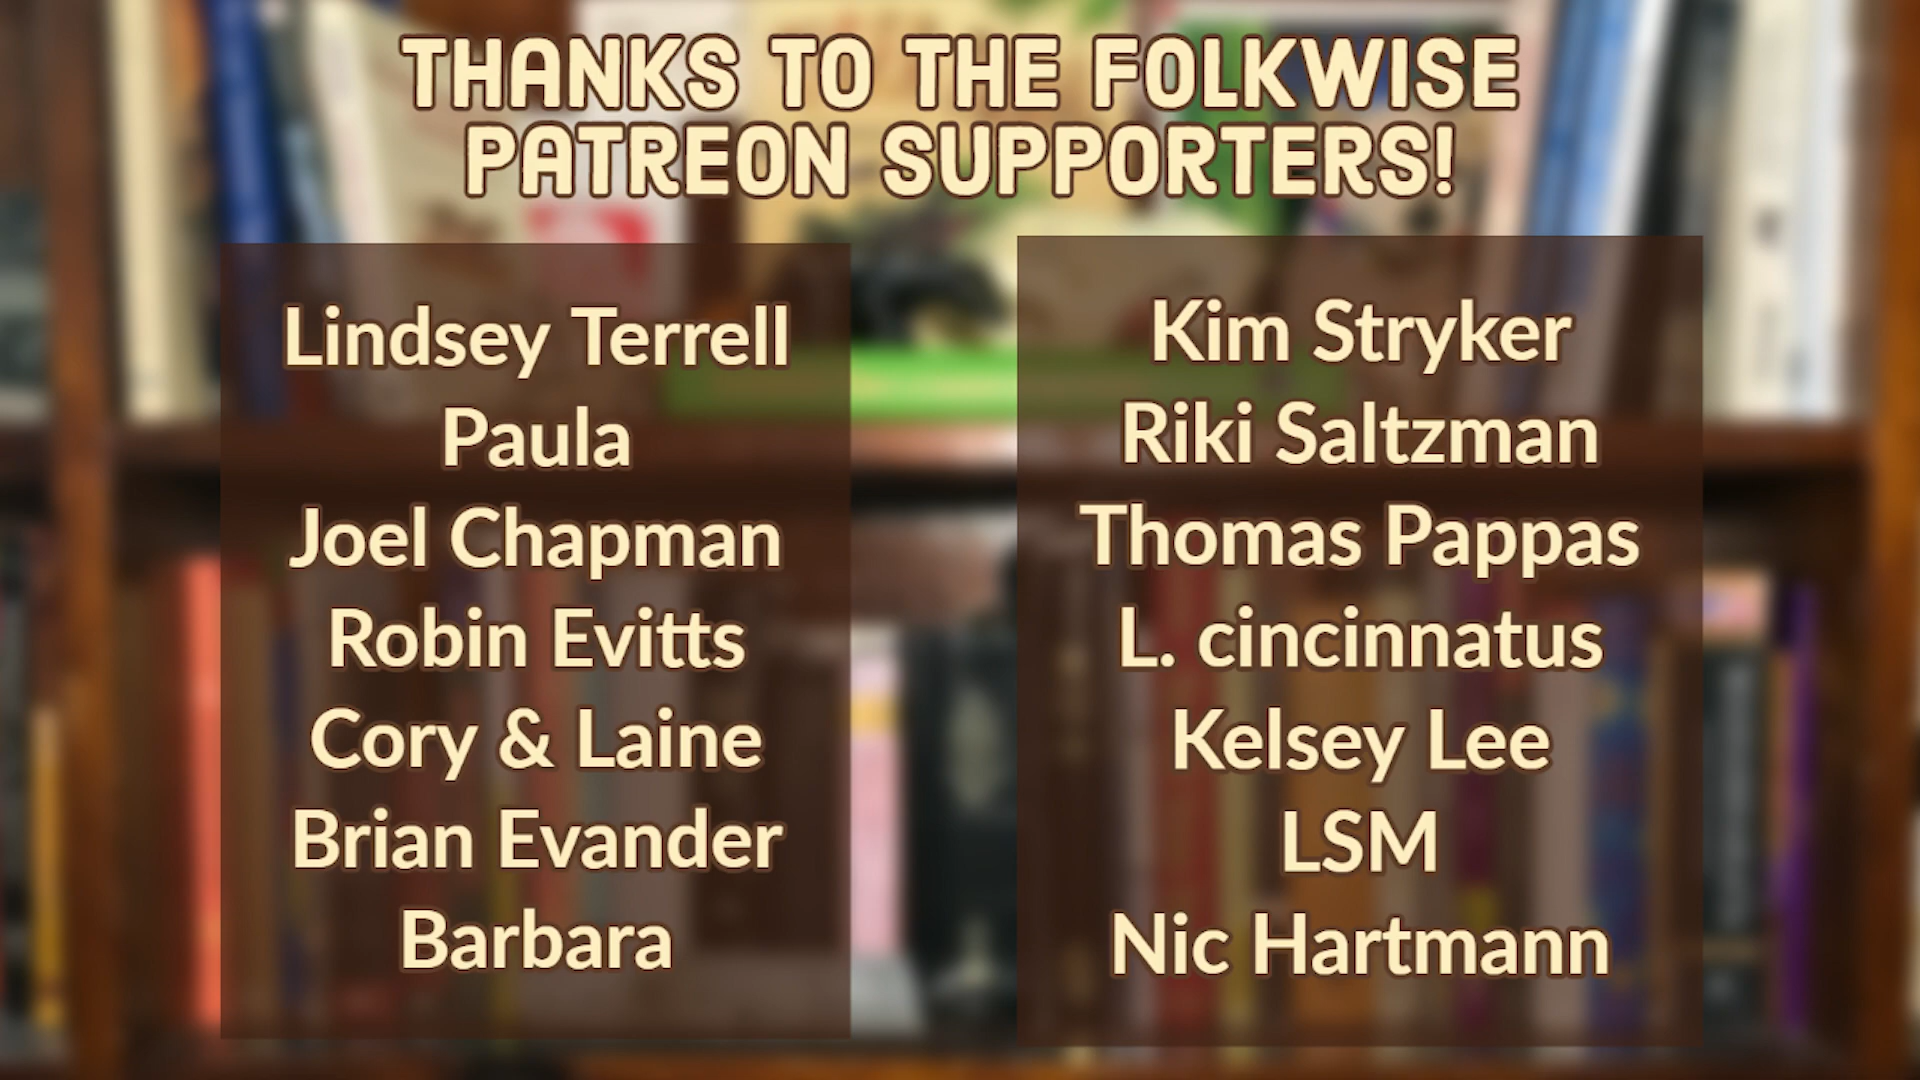 THANKS TO THE FOLKWISE
PATREON SUPPORTERS!
Lindsey Terrell
Paula
Joel Chapman
Robin Evitts
Cory & Laine
Brian Evander
Barbara
Kim Stryker
Riki Saltzman
Thomas Pappas
L. cincinnatus
Kelsey Lee
LSM
Nic Hartmann